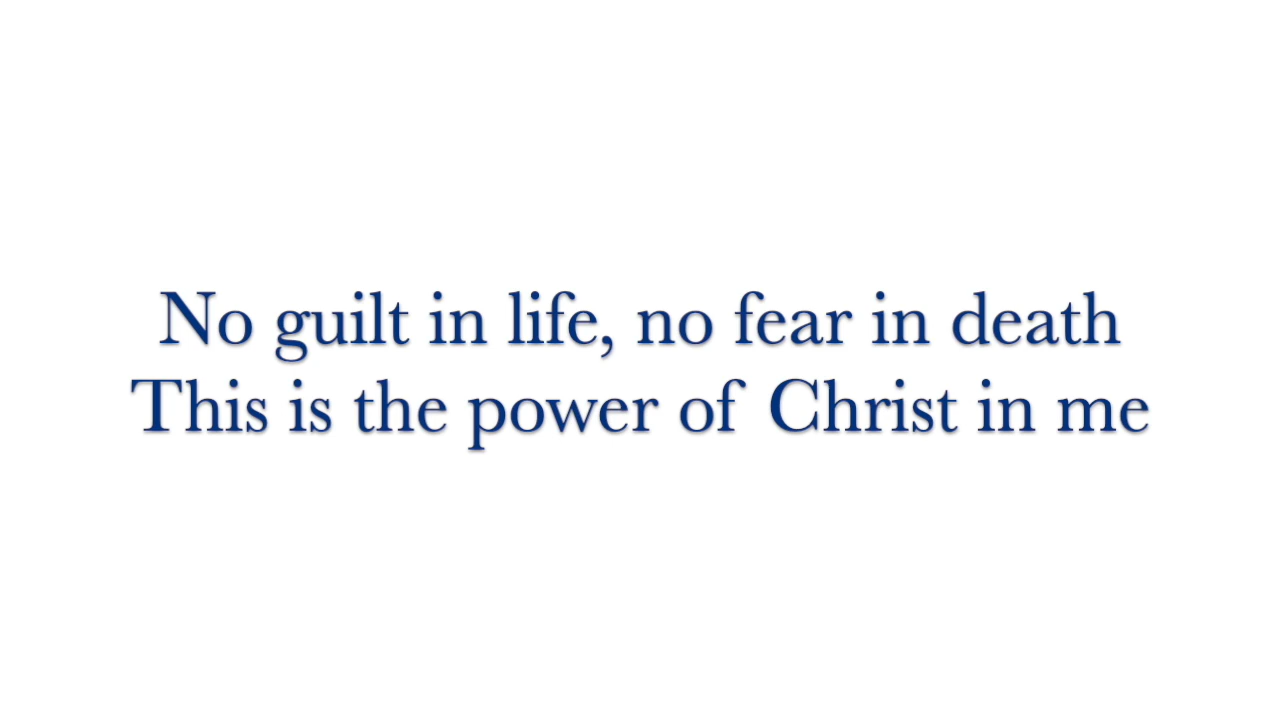 No guilt in life, no fear in death
This is the power of Christ in me